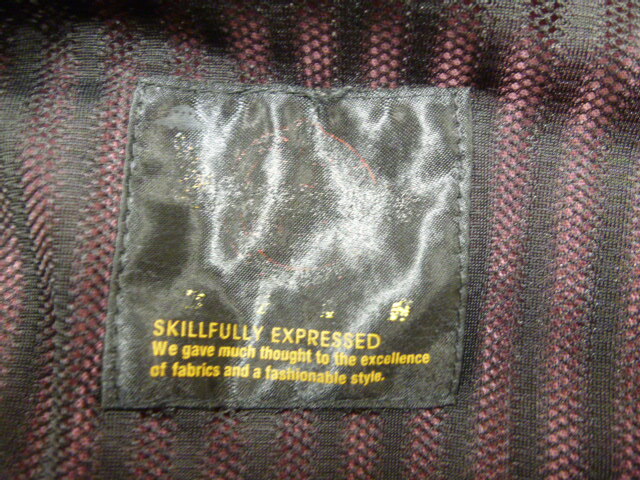 SKILLFULLY EXPRESSED
We gave much thought to the excellence
of fabrics and a fashionable style.